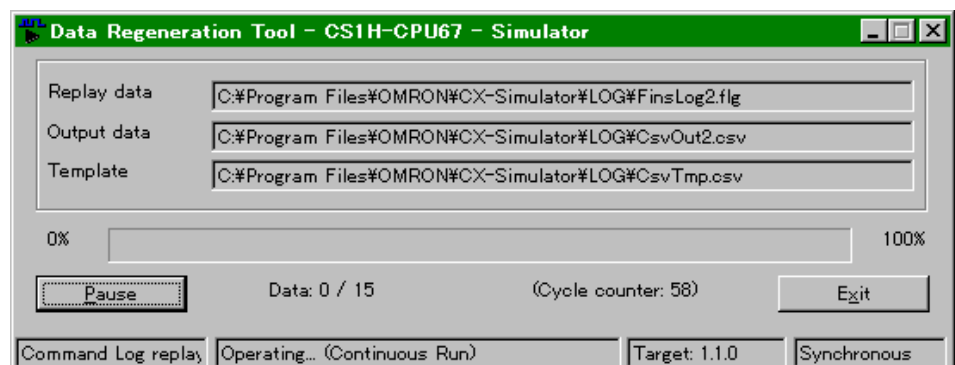 Data Regeneration Tool - CS1H-CPU67 - Simulator
Replay data C:¥Program Files¥OMRON¥CX-Simulator¥LOG¥FinsLog2.flg
Output data C:¥Program Files¥OMRON¥CX-Simulator¥LOG¥CsvOut2.csv
Template C:¥Program Files¥OMRON¥CX-Simulator¥LOG¥CsvTmp.csv
0% 100%
Pause Data: 0 / 15 (Cycle counter: 58) Exit
Command Log replay Operating... (Continuous Run) Target: 1.1.0 Synchronous